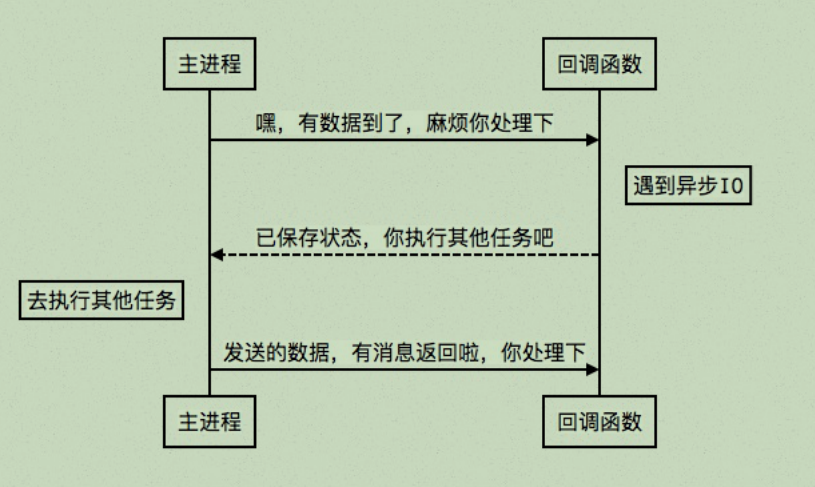 主进程
回调函数
嘿，有数据到了，麻烦你处理下
遇到异步IO
已保存状态，你执行其他任务吧
去执行其他任务
发送的数据，有消息返回啦，你处理下
主进程
回调函数